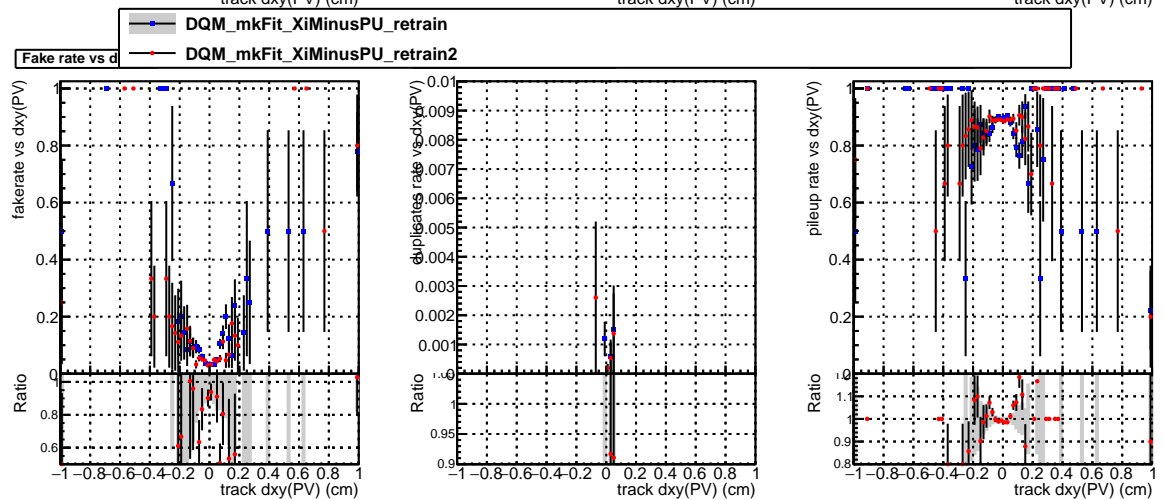 track dxy(PV) (cm) track dxy(PV) (cm) track dxy(PV) (cm)
DQM_mkFit_XiMinusPU_retrain
DQM_mkFit_XiMinusPU_retrain2
Fake rate vs d
fakerate vs dxy(PV)
1
0.8
0.6
0.4
0.2
0
Ratio
1
0.8
0.6
−1 −0.8 −0.6 −0.4 −0.2 0 0.2 0.4 0.6 0.8 1
track dxy(PV) (cm)
duplicates rate vs dxy(PV)
0.01
0.009
0.008
0.007
0.006
0.005
0.004
0.003
0.002
0.001
0
Ratio
0.95
0.9
−1 −0.8 −0.6 −0.4 −0.2 0 0.2 0.4 0.6 0.8 1
track dxy(PV) (cm)
pileup rate vs dxy(PV)
1
0.8
0.6
0.4
0.2
0
Ratio
1.1
1
0.9
0.8
−1 −0.8 −0.6 −0.4 −0.2 0 0.2 0.4 0.6 0.8 1
track dxy(PV) (cm)